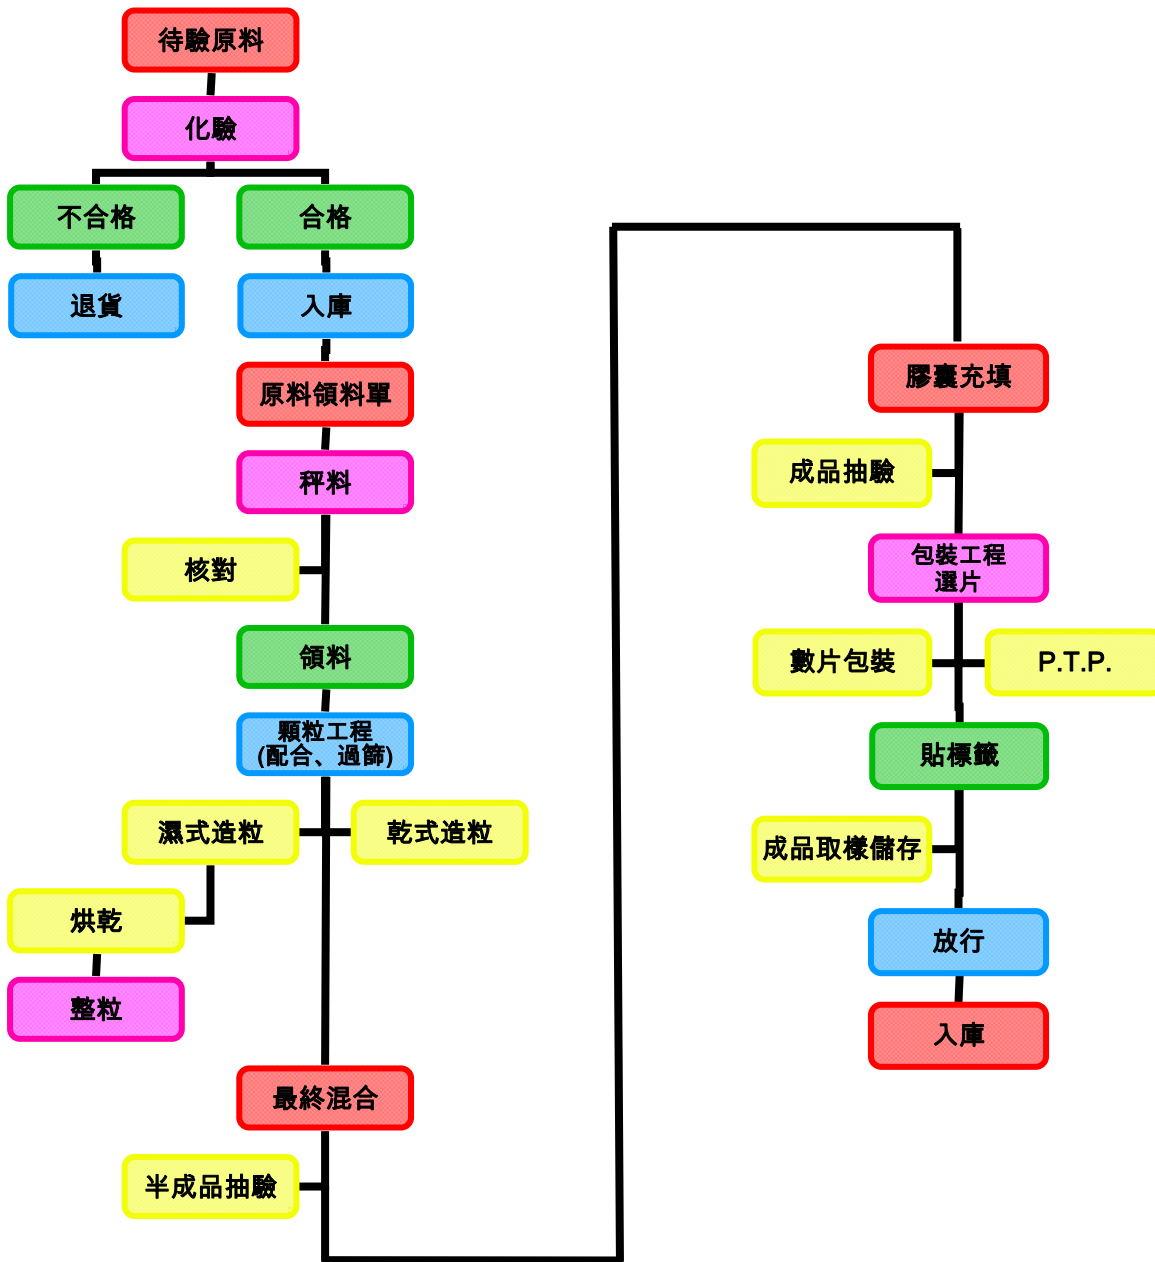 待驗原料
化驗
不合格
合格
退貨
入庫
原料領料單
秤料
核對
領料
顆粒工程
(配合、過篩)
濕式造粒
乾式造粒
烘乾
整粒
最終混合
半成品抽驗
膠囊充填
成品抽驗
包裝工程
選片
數片包裝
P.T.P.
貼標籤
成品取樣儲存
放行
入庫